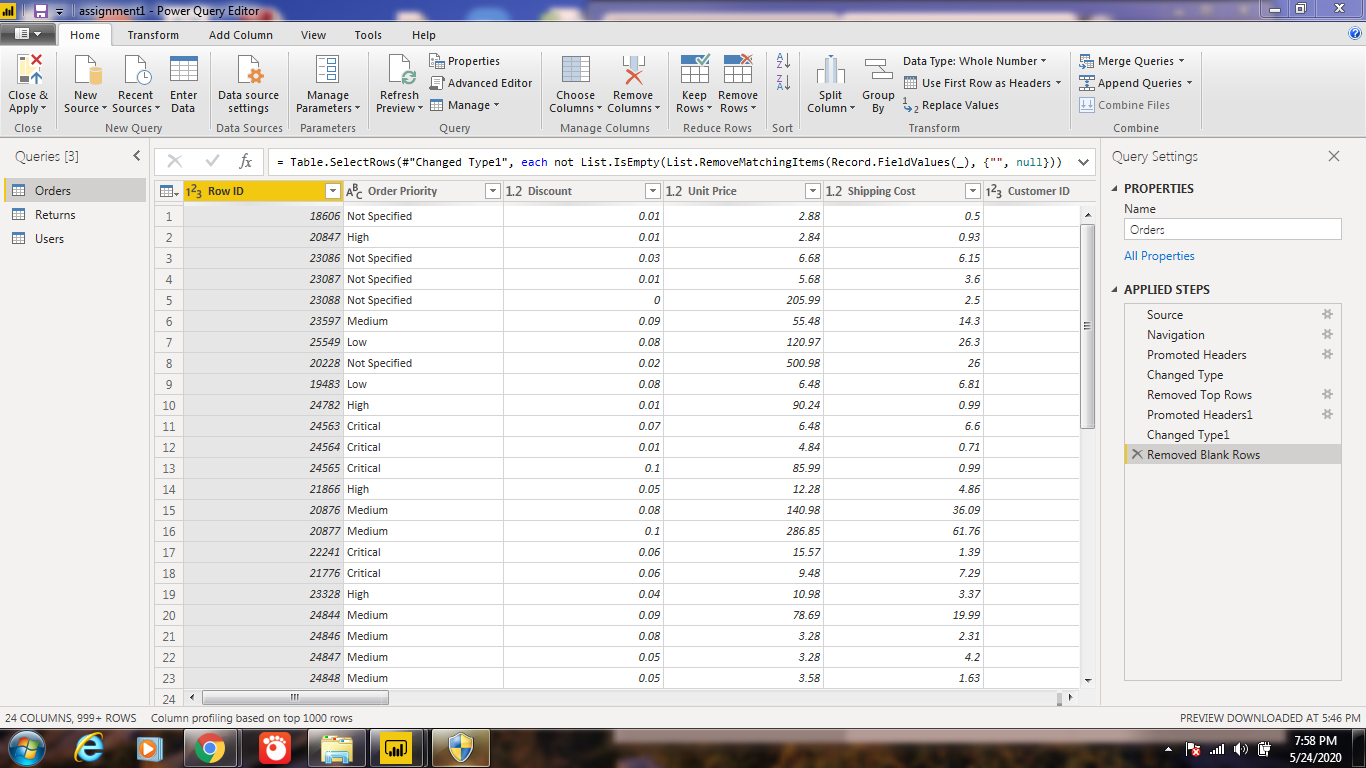 assignment1 - Power Query Editor
Home Transform Add Column View Tools Help
Close & Apply
New Source
Recent Sources
Enter Data
Data source settings
Manage Parameters
Refresh Preview
Properties
Advanced Editor
Manage
Choose Columns
Remove Columns
Keep Rows
Remove Rows
A Z
Z A
Split Column
Group By
Data Type: Whole Number
Use First Row as Headers
1 2 Replace Values
Merge Queries
Append Queries
Combine Files
Close New Query Data Sources Parameters Query Manage Columns Reduce Rows Sort Transform Combine
Queries [3]
Orders
Returns
Users
fx = Table.SelectRows(#"Changed Type1", each not List.IsEmpty(List.RemoveMatchingItems(Record.FieldValues(_), {"", null})))
123 Row ID ABC Order Priority 1.2 Discount 1.2 Unit Price 1.2 Shipping Cost 123 Customer ID
1 18606 Not Specified 0.01 2.88 0.5
2 20847 High 0.01 2.84 0.93
3 23086 Not Specified 0.03 6.68 6.15
4 23087 Not Specified 0.01 5.68 3.6
5 23088 Not Specified 0 205.99 2.5
6 23597 Medium 0.09 55.48 14.3
7 25549 Low 0.08 120.97 26.3
8 20228 Not Specified 0.02 500.98 26
9 19483 Low 0.08 6.48 6.81
10 24782 High 0.01 90.24 0.99
11 24563 Critical 0.07 6.48 6.6
12 24564 Critical 0.01 4.84 0.71
13 24565 Critical 0.1 85.99 0.99
14 21866 High 0.05 12.28 4.86
15 20876 Medium 0.08 140.98 36.09
16 20877 Medium 0.1 286.85 61.76
17 22241 Critical 0.06 15.57 1.39
18 21776 Critical 0.06 9.48 7.29
19 23328 High 0.04 10.98 3.37
20 24844 Medium 0.09 78.69 19.99
21 24846 Medium 0.08 3.28 2.31
22 24847 Medium 0.05 3.28 4.2
23 24848 Medium 0.05 3.58 1.63
24
Query Settings
PROPERTIES
Name
Orders
All Properties
APPLIED STEPS
Source
Navigation
Promoted Headers
Changed Type
Removed Top Rows
Promoted Headers1
Changed Type1
Removed Blank Rows
24 COLUMNS, 999+ ROWS Column profiling based on top 1000 rows PREVIEW DOWNLOADED AT 5:46 PM
7:58 PM
5/24/2020